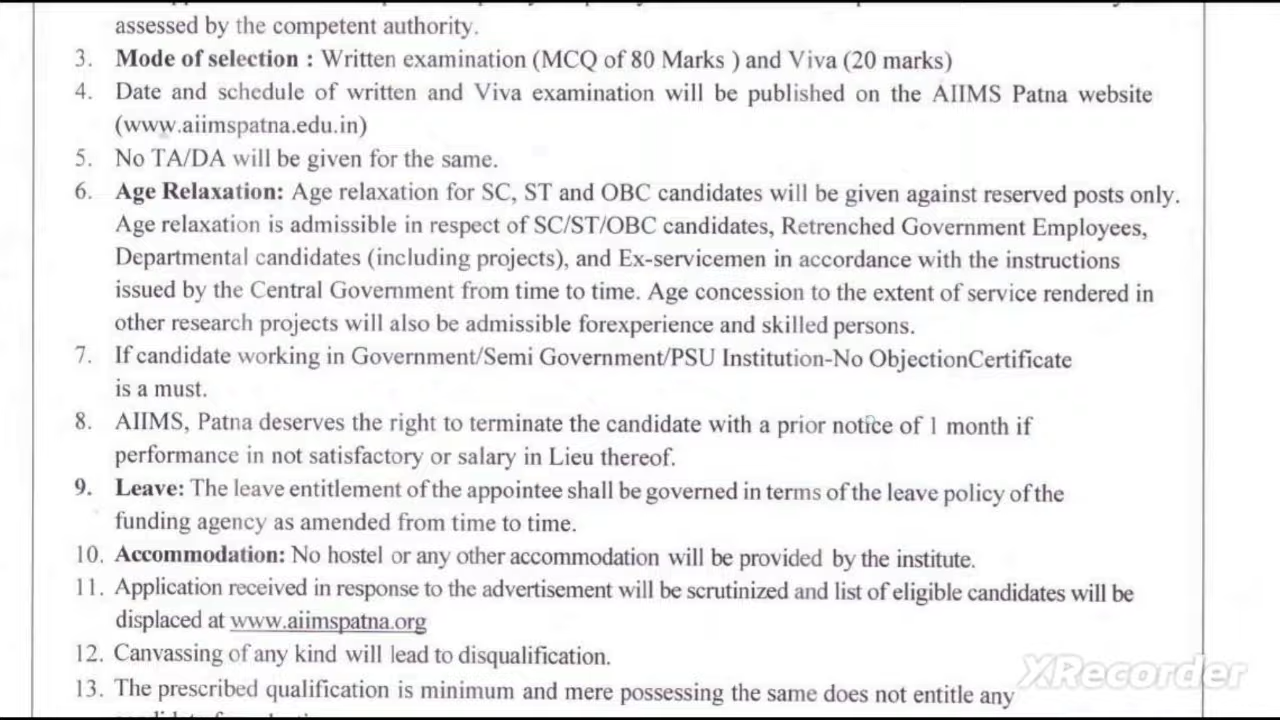 assessed by the competent authority.
3. Mode of selection : Written examination (MCQ of 80 Marks ) and Viva (20 marks)
4. Date and schedule of written and Viva examination will be published on the AIIMS Patna website
(www.aiimspatna.edu.in)
5. No TA/DA will be given for the same.
6. Age Relaxation: Age relaxation for SC, ST and OBC candidates will be given against reserved posts only.
Age relaxation is admissible in respect of SC/ST/OBC candidates, Retrenched Government Employees,
Departmental candidates (including projects), and Ex-servicemen in accordance with the instructions
issued by the Central Government from time to time. Age concession to the extent of service rendered in
other research projects will also be admissible forexperience and skilled persons.
7. If candidate working in Government/Semi Government/PSU Institution-No ObjectionCertificate
is a must.
8. AIIMS, Patna deserves the right to terminate the candidate with a prior notice of 1 month if
performance in not satisfactory or salary in Lieu thereof.
9. Leave: The leave entitlement of the appointee shall be governed in terms of the leave policy of the
funding agency as amended from time to time.
10. Accommodation: No hostel or any other accommodation will be provided by the institute.
11. Application received in response to the advertisement will be scrutinized and list of eligible candidates will be
displaced at www.aiimspatna.org
12. Canvassing of any kind will lead to disqualification.
13. The prescribed qualification is minimum and mere possessing the same does not entitle any
XRecorder